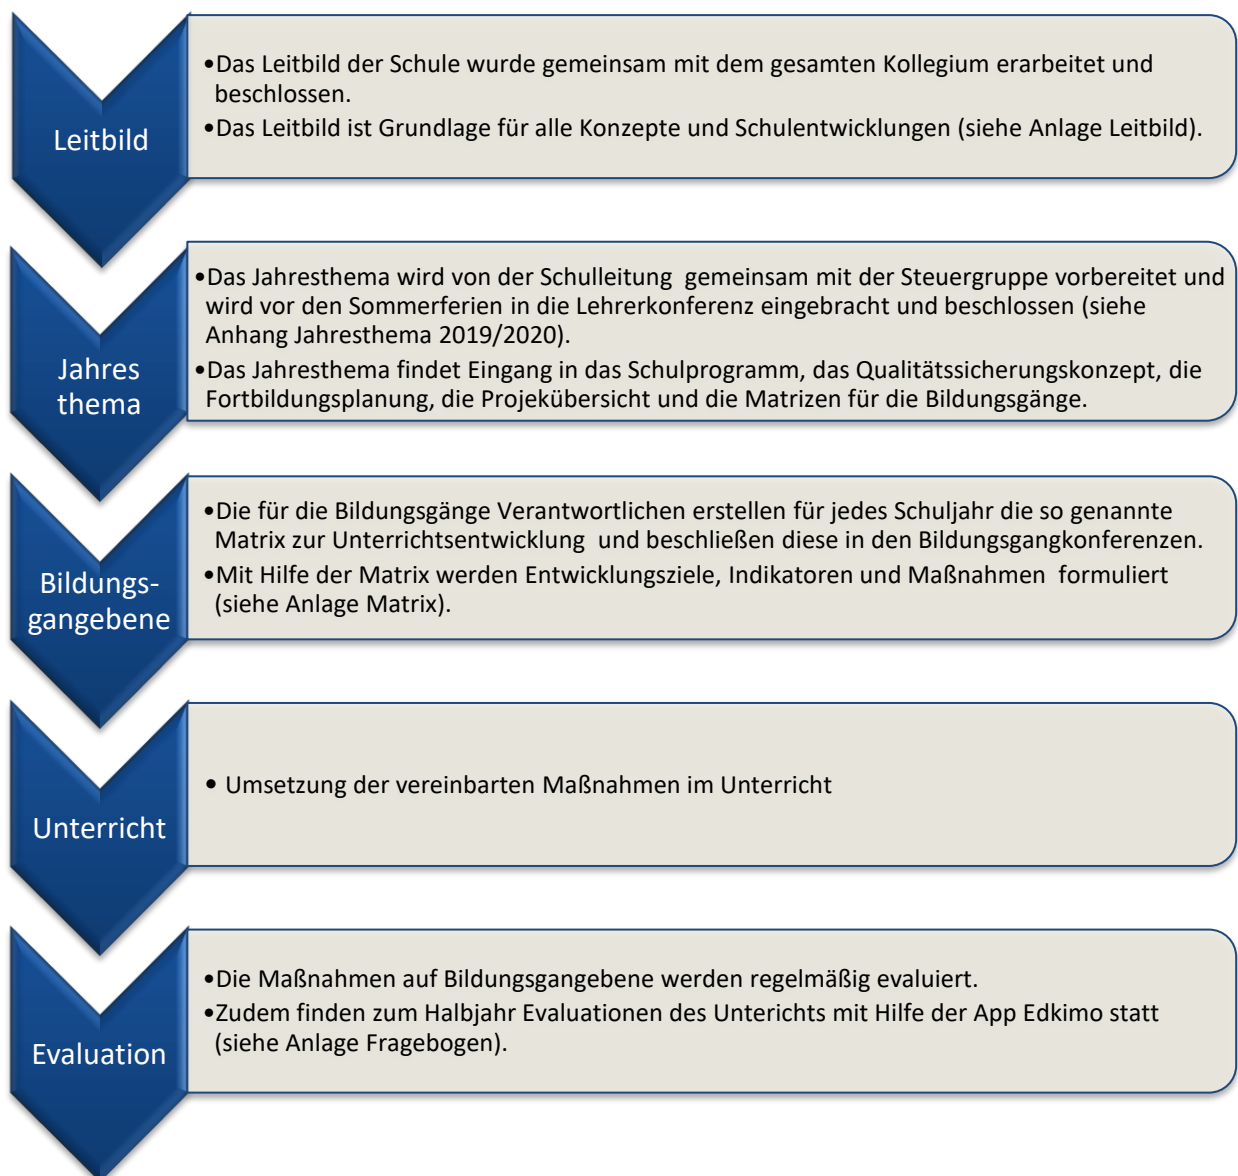 Leitbild
•Das Leitbild der Schule wurde gemeinsam mit dem gesamten Kollegium erarbeitet und
beschlossen.
•Das Leitbild ist Grundlage für alle Konzepte und Schulentwicklungen (siehe Anlage Leitbild).
Jahres
thema
•Das Jahresthema wird von der Schulleitung gemeinsam mit der Steuergruppe vorbereitet und
wird vor den Sommerferien in die Lehrerkonferenz eingebracht und beschlossen (siehe
Anhang Jahresthema 2019/2020).
•Das Jahresthema findet Eingang in das Schulprogramm, das Qualitätssicherungskonzept, die
Fortbildungsplanung, die Projekübersicht und die Matrizen für die Bildungsgänge.
Bildungs-
gangebene
•Die für die Bildungsgänge Verantwortlichen erstellen für jedes Schuljahr die so genannte
Matrix zur Unterrichtsentwicklung und beschließen diese in den Bildungsgangkonferenzen.
•Mit Hilfe der Matrix werden Entwicklungsziele, Indikatoren und Maßnahmen formuliert
(siehe Anlage Matrix).
Unterricht
• Umsetzung der vereinbarten Maßnahmen im Unterricht
Evaluation
•Die Maßnahmen auf Bildungsgangebene werden regelmäßig evaluiert.
•Zudem finden zum Halbjahr Evaluationen des Unterichts mit Hilfe der App Edkimo statt
(siehe Anlage Fragebogen).